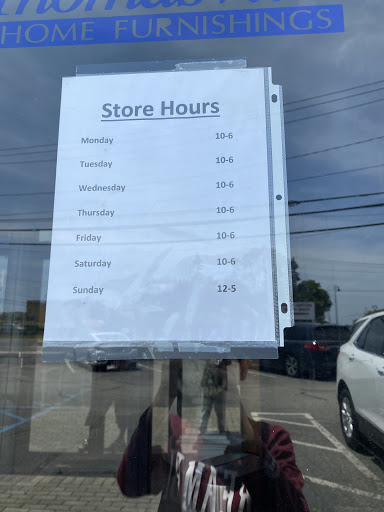 HOME FURNISHINGS
Store Hours
Monday 10-6
Tuesday 10-6
Wednesday 10-6
Thursday 10-6
Friday 10-6
Saturday 10-6
Sunday 12-5